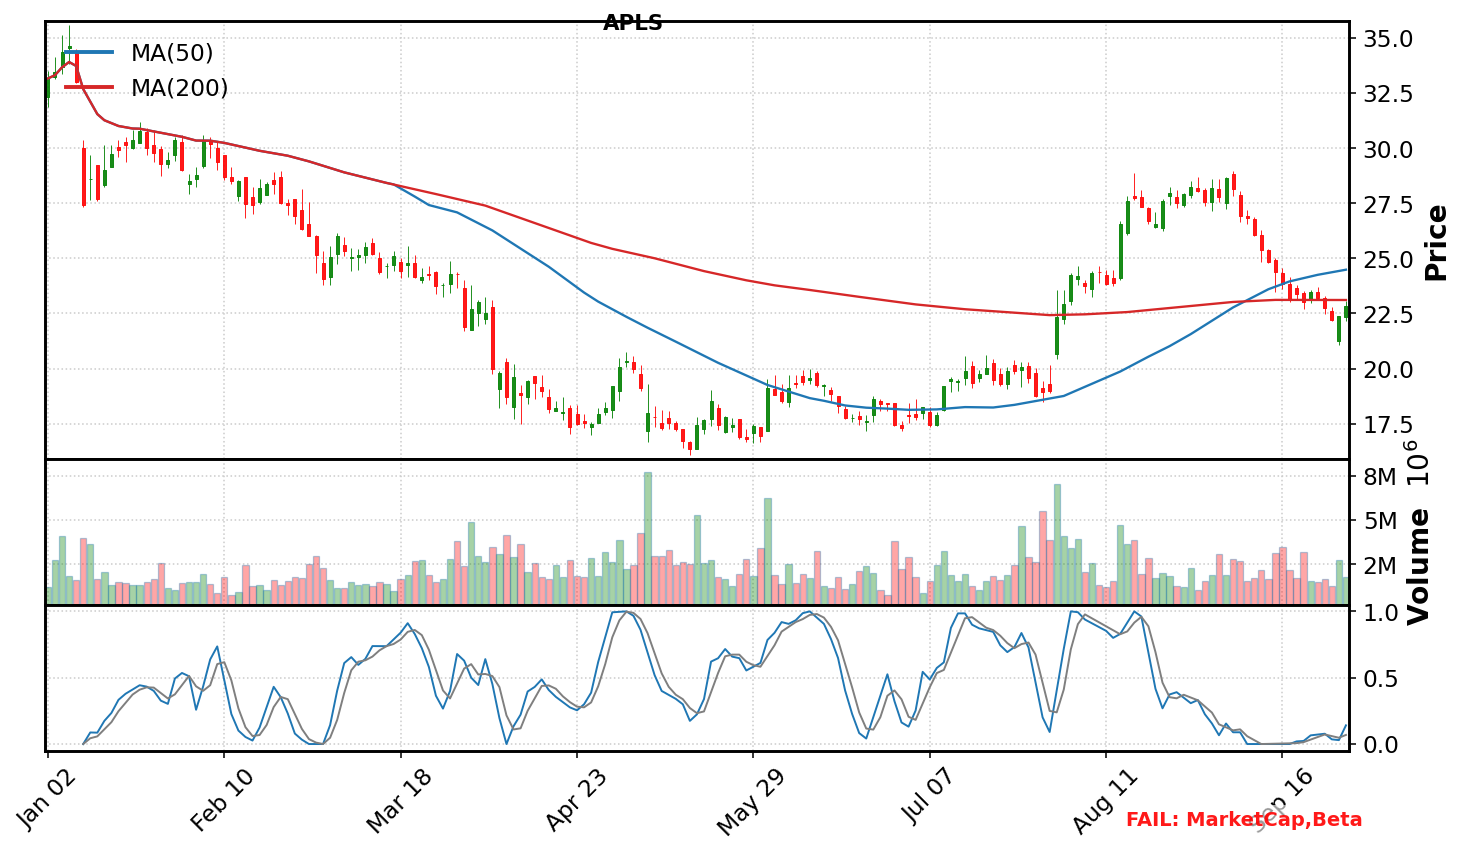 APLS
MA(50)
MA(200)
35.0
32.5
30.0
27.5
25.0
22.5
20.0
17.5
Price
8M
5M
2M
Volume 10^6
1.0
0.5
0.0
Jan 02
Feb 10
Mar 18
Apr 23
May 29
Jul 07
Aug 11
Sep 16
FAIL: MarketCap,Beta